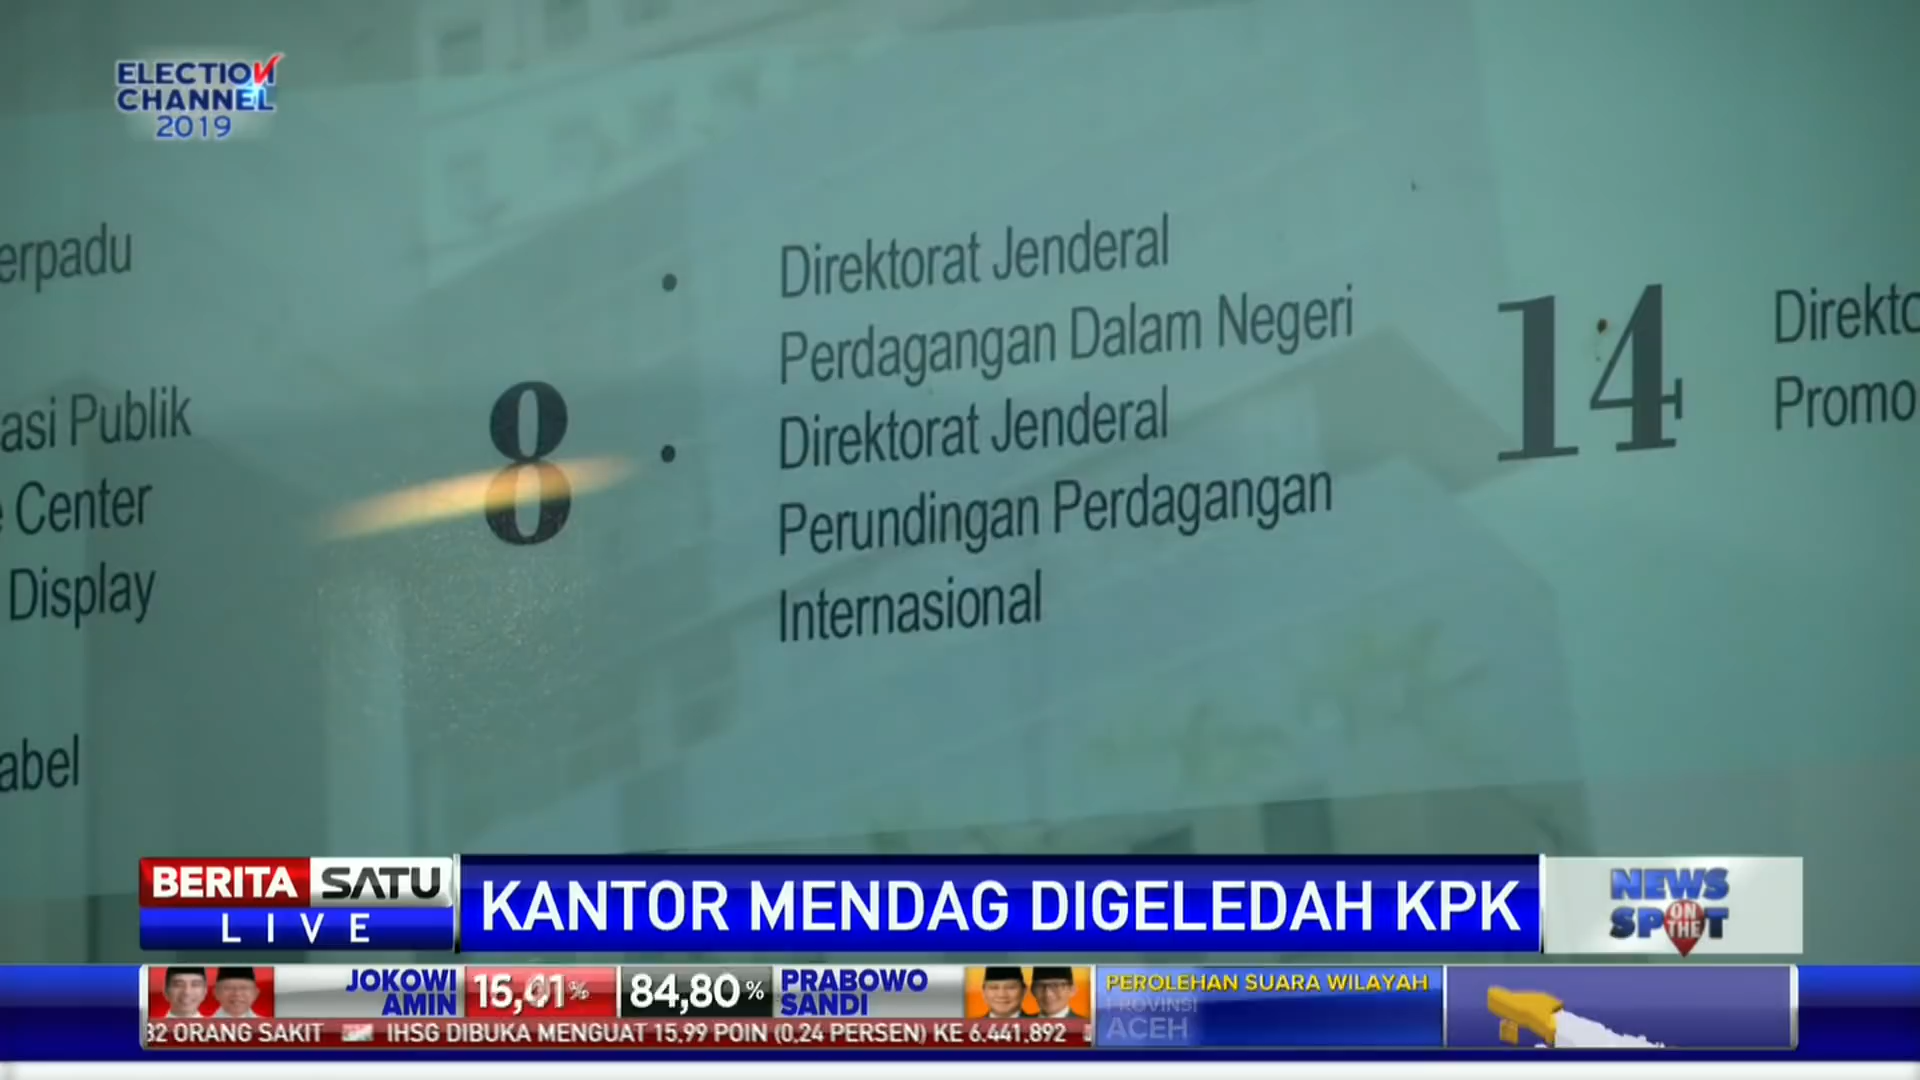 ELECTION
CHANNEL
2019
erpadu
asi Publik
Center
Display
abel
8
• Direktorat Jenderal
Perdagangan Dalam Negeri
• Direktorat Jenderal
Perundingan Perdagangan
Internasional
14
Direkto
Promo
BERITA SATU
LIVE
KANTOR MENDAG DIGELEDAH KPK
NEWS
ON THE
SPOT
JOKOWI
AMIN
84,80%
PRABOWO
SANDI
PEROLEHAN SUARA WILAYAH
PROVINSI
ACEH
32 ORANG SAKIT IHSG DIBUKA MENGUAT 15,99 POIN (0,24 PERSEN) KE 6.441,892